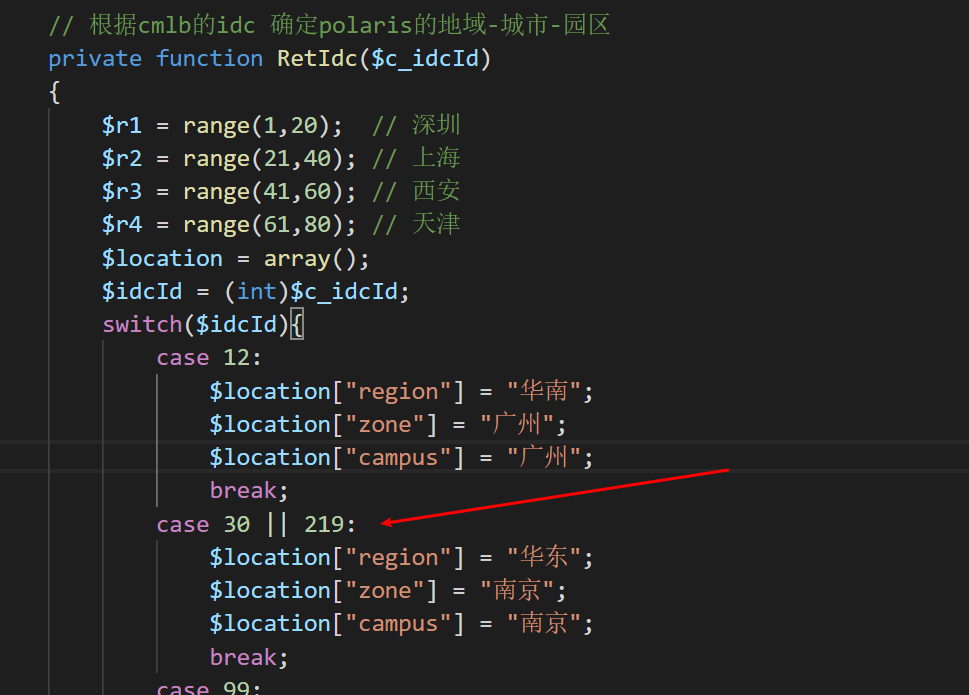 // 根据cmlb的idc 确定polaris的地域-城市-园区
private function RetIdc($c_idcId)
{
$r1 = range(1,20);  // 深圳
$r2 = range(21,40); // 上海
$r3 = range(41,60); // 西安
$r4 = range(61,80); // 天津
$location = array();
$idcId = (int)$c_idcId;
switch($idcId){
case 12:
$location["region"] = "华南";
$location["zone"] = "广州";
$location["campus"] = "广州";
break;
case 30 || 219:
$location["region"] = "华东";
$location["zone"] = "南京";
$location["campus"] = "南京";
break;
case 99: